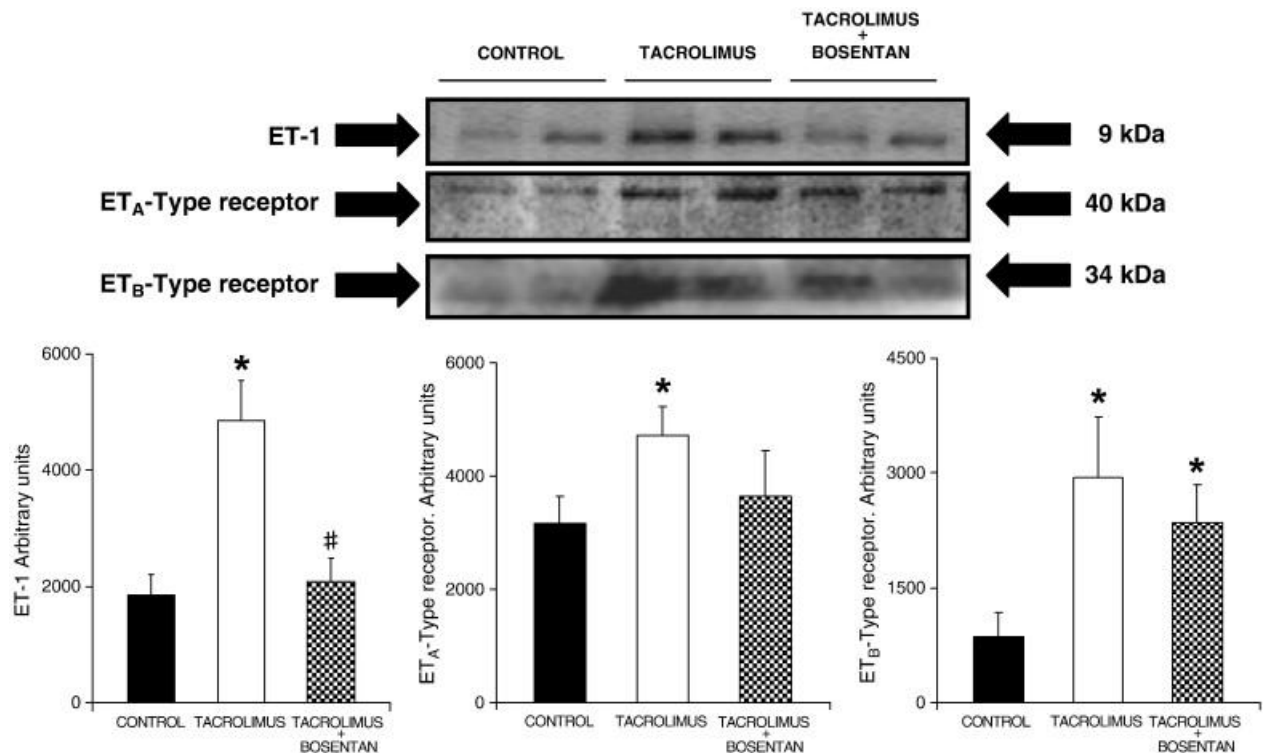 CONTROL
TACROLIMUS
TACROLIMUS
+
BOSENTAN
ET-1
9 kDa
ETA-Type receptor
40 kDa
ETB-Type receptor
34 kDa
ET-1 Arbitrary units
6000
4000
2000
0
*
#
CONTROL
TACROLIMUS
TACROLIMUS
+
BOSENTAN
ETA-Type receptor. Arbitrary units
6000
4000
2000
0
*
CONTROL
TACROLIMUS
TACROLIMUS
+
BOSENTAN
ETB-Type receptor. Arbitrary units
4500
3000
1500
0
*
*
CONTROL
TACROLIMUS
TACROLIMUS
+
BOSENTAN